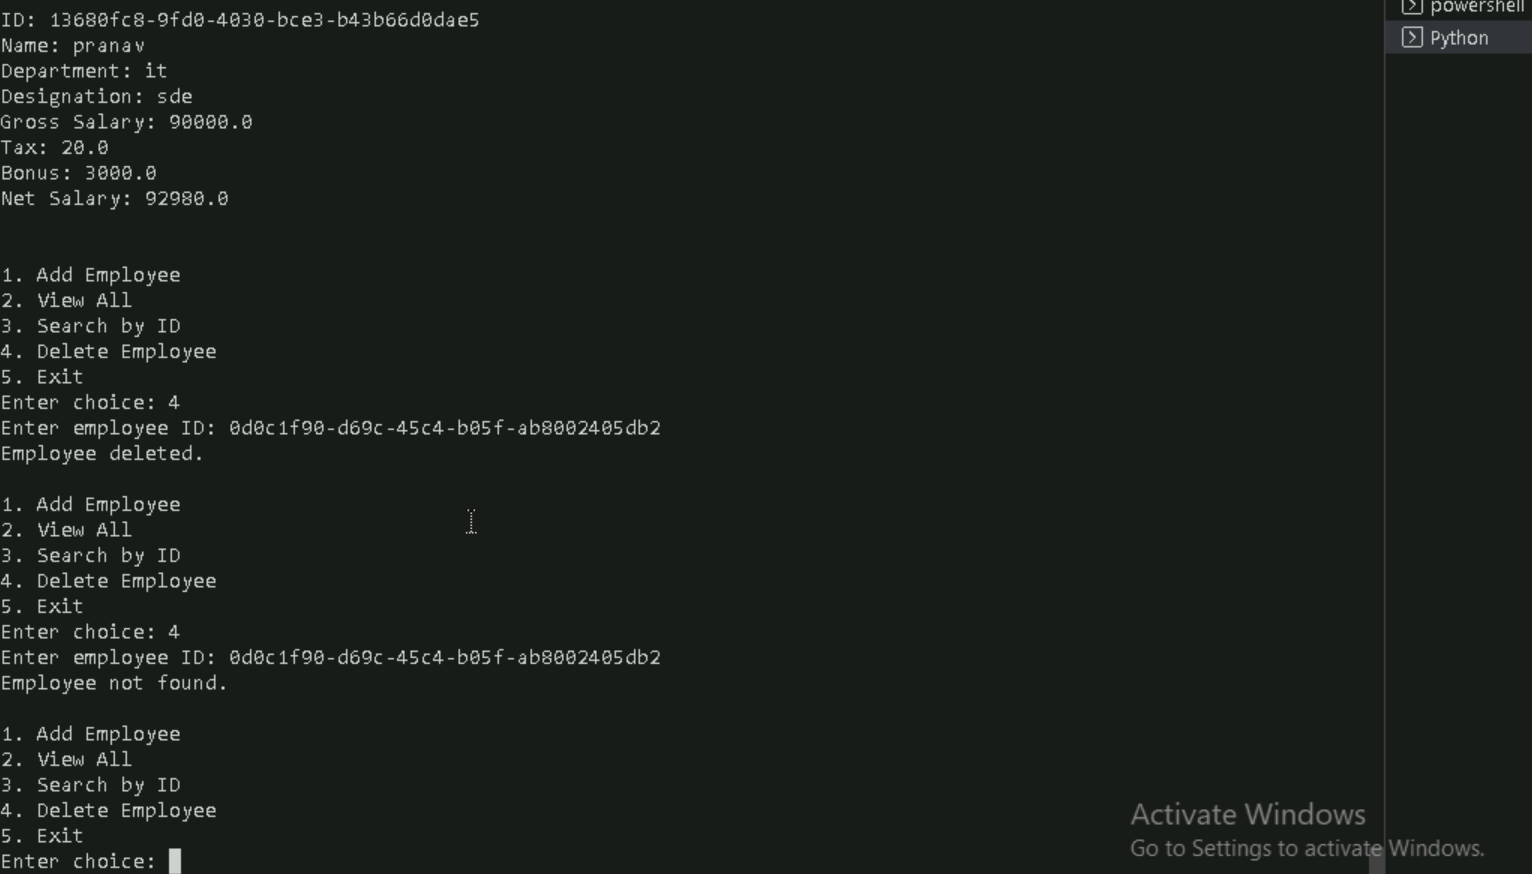 ID: 13680fc8-9fd0-4030-bce3-b43b66d0dae5
Name: pranav
Department: it
Designation: sde
Gross Salary: 90000.0
Tax: 20.0
Bonus: 3000.0
Net Salary: 92980.0
1. Add Employee
2. View All
3. Search by ID
4. Delete Employee
5. Exit
Enter choice: 4
Enter employee ID: 0d0c1f90-d69c-45c4-b05f-ab8002405db2
Employee deleted.
1. Add Employee
2. View All
3. Search by ID
4. Delete Employee
5. Exit
Enter choice: 4
Enter employee ID: 0d0c1f90-d69c-45c4-b05f-ab8002405db2
Employee not found.
1. Add Employee
2. View All
3. Search by ID
4. Delete Employee
5. Exit
Enter choice:
powershell
Python
Activate Windows
Go to Settings to activate Windows.